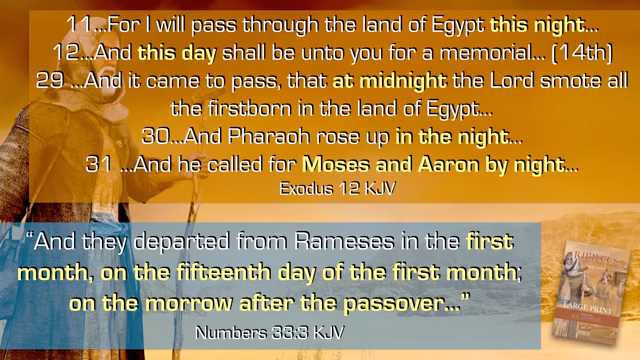 11...For I will pass through the land of Egypt this night...
12...And this day shall be unto you for a memorial... (14th)
29 ...And it came to pass, that at midnight the Lord smote all
the firstborn in the land of Egypt...
30...And Pharaoh rose up in the night...
31 ...And he called for Moses and Aaron by night...
Exodus 12 KJV
“And they departed from Rameses in the first
month, on the fifteenth day of the first month;
on the morrow after the passover...”
Numbers 33:3 KJV
LARGE PRINT